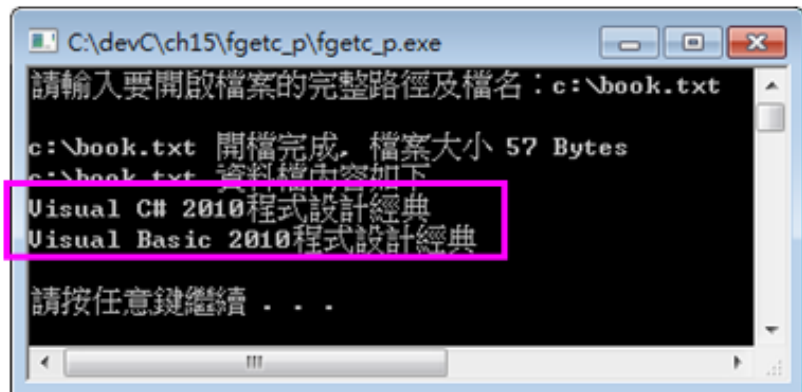 C:\devC\ch15\fgetc_p\fgetc_p.exe
請輸入要開啟檔案的完整路徑及檔名：c:\book.txt
c:\book.txt 開檔完成, 檔案大小 57 Bytes
c:\book.txt 資料檔內容如下
Visual C# 2010程式設計經典
Visual Basic 2010程式設計經典
請按任意鍵繼續 . . .